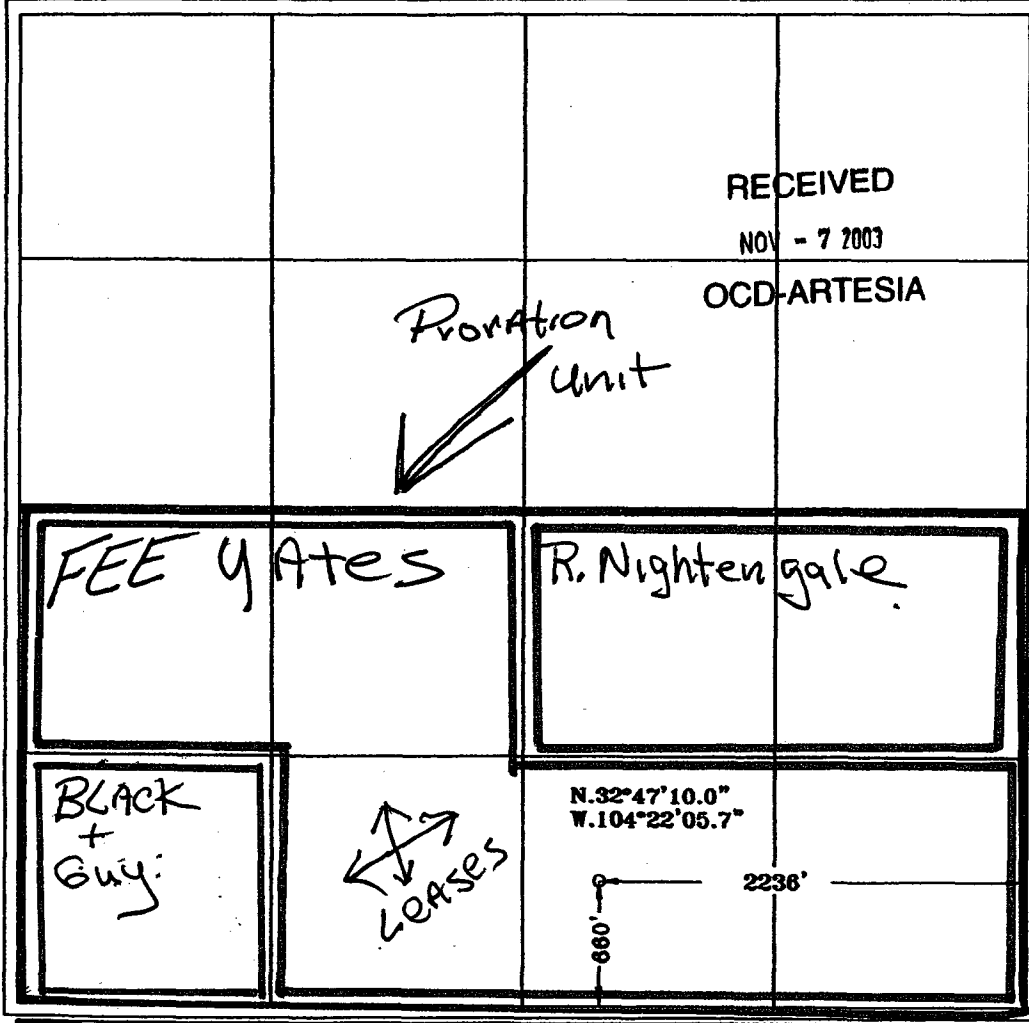 RECEIVED
NOV - 7 2003
OCD-ARTESIA
Proration
Unit
FEE YAtes
R. Nightengale.
BLACK
+
Guy:
LEASES
N.32°47'10.0"
W.104°22'05.7"
2236'
660'